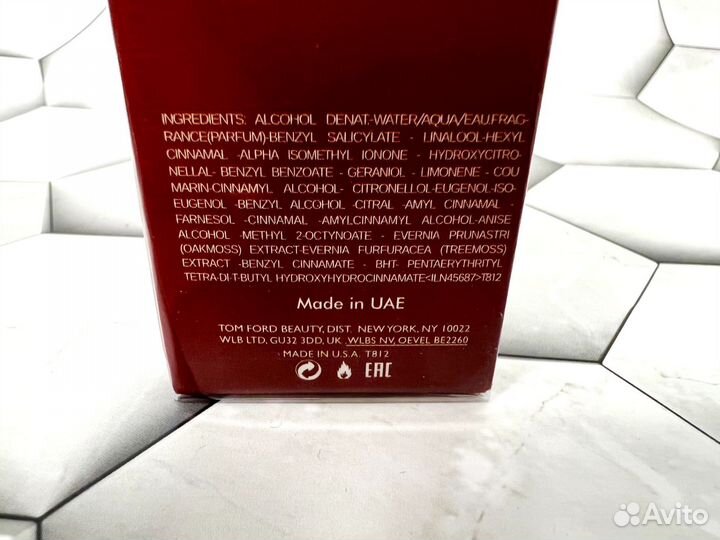 INGREDIENTS: ALCOHOL DENAT.-WATER/AQUA/EAU.FRAG-
RANCE(PARFUM)-BENZYL SALICYLATE - LINALOOL-HEXYL
CINNAMAL -ALPHA ISOMETHYL IONONE - HYDROXYCITRO-
NELLAL- BENZYL BENZOATE - GERANIOL - LIMONENE - COU
MARIN-CINNAMYL ALCOHOL- CITRONELLOL-EUGENOL-ISO-
EUGENOL -BENZYL ALCOHOL -CITRAL -AMYL CINNAMAL -
FARNESOL -CINNAMAL -AMYLCINNAMYL ALCOHOL-ANISE
ALCOHOL -METHYL 2-OCTYNOATE - EVERNIA PRUNASTRI
(OAKMOSS) EXTRACT-EVERNIA FURFURACEA (TREEMOSS)
EXTRACT -BENZYL CINNAMATE - BHT- PENTAERYTHRITYL
TETRA-DI-T-BUTYL HYDROXYHYDROCINNAMATE<ILN45687>T812
Made in UAE
TOM FORD BEAUTY, DIST. NEW YORK, NY 10022
WLB LTD, GU32 3DD, UK, WLBS NV, OEVEL BE2260
MADE IN U.S.A. T812
EAC
Avito